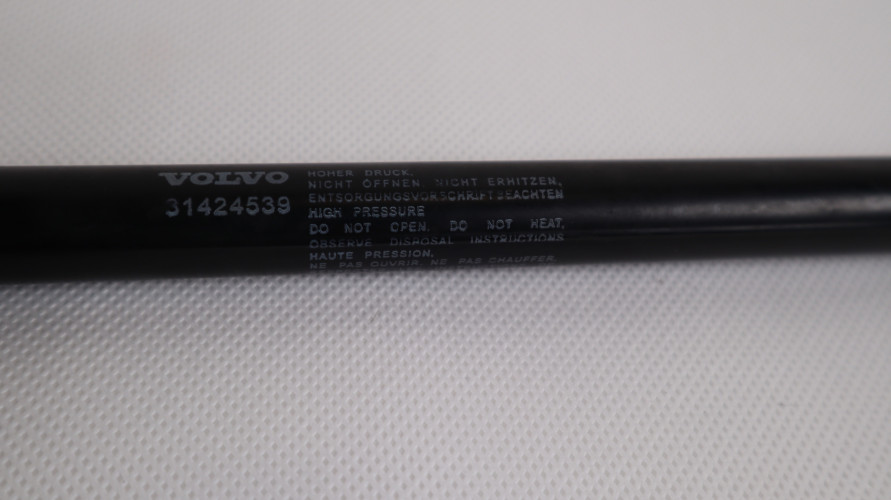 VOLVO
31424539
HOHER DRUCK,
NICHT ÖFFNEN, NICHT ERHITZEN,
ENTSORGUNGSVORSCHRIFT BEACHTEN
HIGH PRESSURE
DO NOT OPEN. DO NOT HEAT,
OBSERVE DISPOSAL INSTRUCTIONS
HAUTE PRESSION,
NE PAS OUVRIR, NE PAS CHAUFFER,